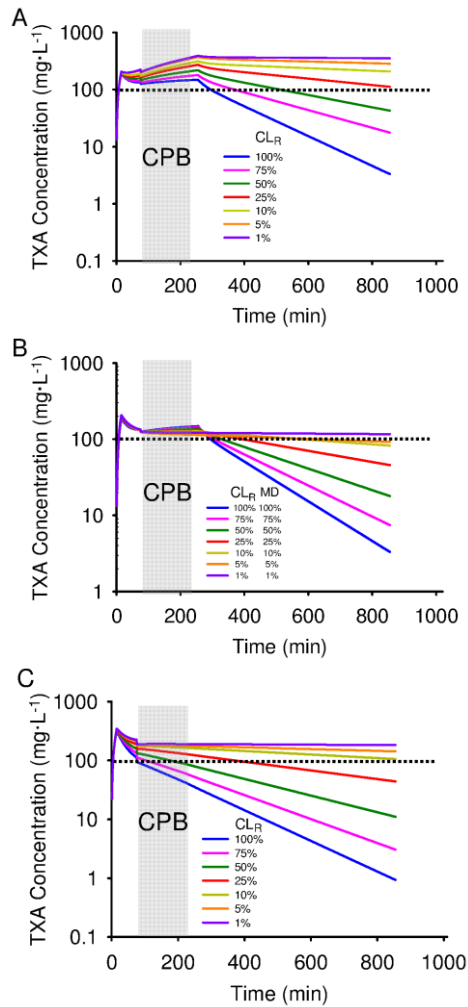 A
TXA Concentration (mg·L⁻¹)
1000
100
10
1
0.1
CPB
CLR
100%
75%
50%
25%
10%
5%
1%
0 200 400 600 800 1000
Time (min)
B
TXA Concentration (mg·L⁻¹)
1000
100
10
1
CPB
CLR MD
100% 100%
75% 75%
50% 50%
25% 25%
10% 10%
5% 5%
1% 1%
0 200 400 600 800 1000
Time (min)
C
TXA Concentration (mg·L⁻¹)
1000
100
10
1
0.1
CPB
CLR
100%
75%
50%
25%
10%
5%
1%
0 200 400 600 800 1000
Time (min)